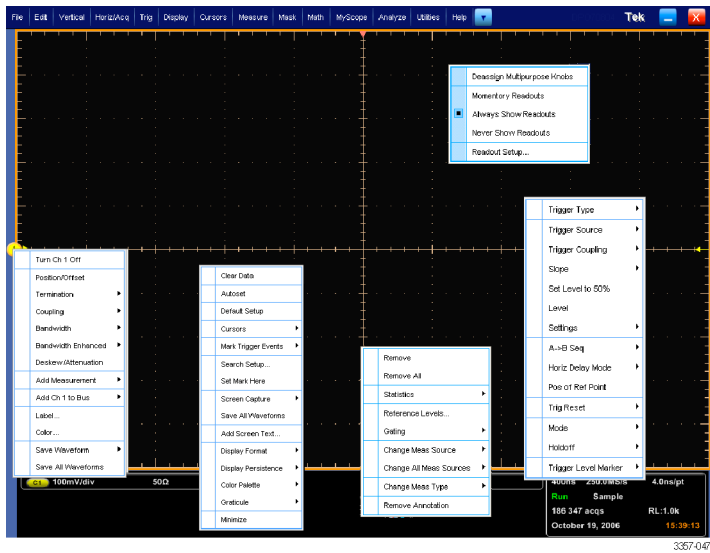 File Edit Vertical Horiz/Acq Trig Display Cursors Measure Mask Math MyScope Analyze Utilities Help Tek X
Deassign Multipurpose Knobs
Momentory Readouts
Always Show Readouts
Never Show Readouts
Readout Setup...
Trigger Type
Trigger Source
Trigger Coupling
Slope
Set Level to 50%
Level
Settings
A->B Seq
Horiz Delay Mode
Pos of Ref Point
Trig Reset
Mode
Holdoff
Trigger Level Marker
Turn Ch 1 Off
Position/Offset
Termination
Coupling
Bandwidth
Bandwidth Enhanced
Deskew/Attenuation
Add Measurement
Add Ch 1 to Bus
Label...
Color...
Save Waveform
Save All Waveforms
Clear Data
Autoset
Default Setup
Cursors
Mark Trigger Events
Search Setup...
Set Mark Here
Screen Capture
Save All Waveforms
Add Screen Text...
Display Format
Display Persistence
Color Palette
Graticule
Minimize
Remove
Remove All
Statistics
Reference Levels...
Gating
Change Meas Source
Change All Meas Sources
Change Meas Type
Remove Annotation
C1 100mV/div 50Ω
400ns 250.0MS/s 4.0ns/pt
Run Sample
186 347 acqs RL:1.0k
October 19, 2006 15:39:13
3357-047